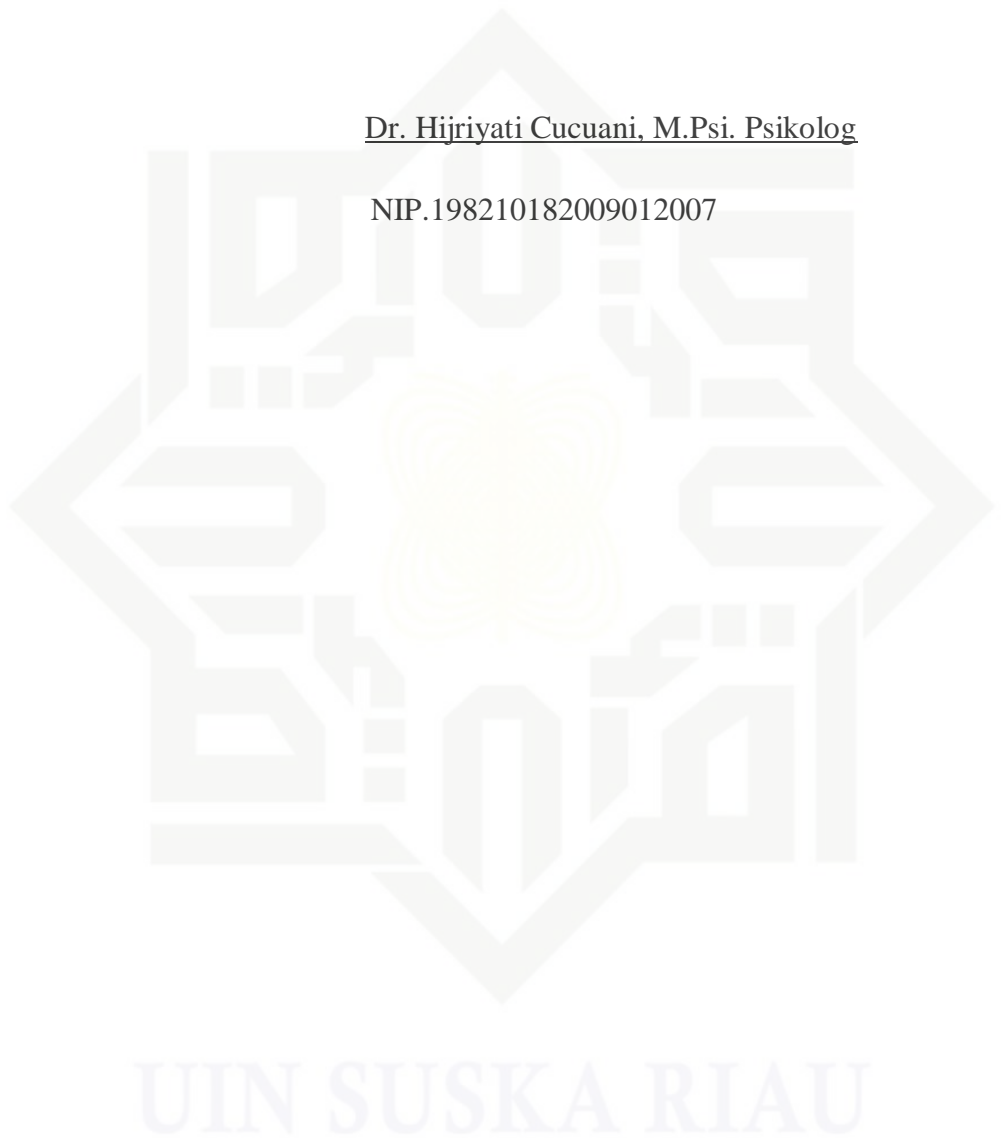 Dr. Hijriyati Cucuani, M.Psi. Psikolog
NIP.198210182009012007
UIN SUSKA RIAU